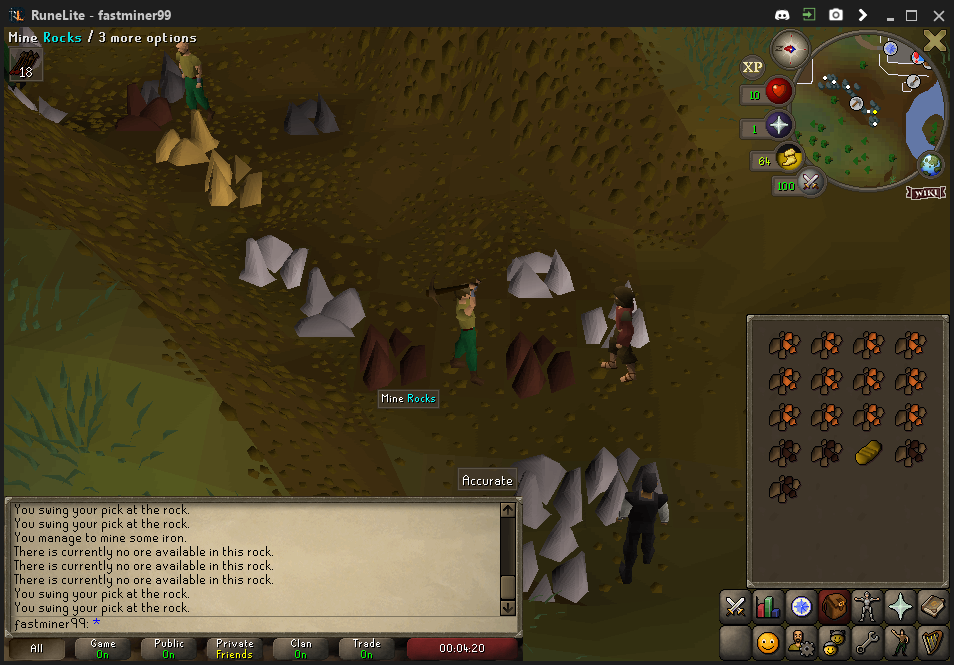 RuneLite - fastminer99
Mine Rocks / 3 more options
18
XP
10
1
64
100
WIKI
Mine Rocks
Accurate
You swing your pick at the rock.
You swing your pick at the rock.
You manage to mine some iron.
There is currently no ore available in this rock.
There is currently no ore available in this rock.
There is currently no ore available in this rock.
You swing your pick at the rock.
You swing your pick at the rock.
fastminer99: *
All
Game
On
Public
On
Private
Friends
Clan
On
Trade
On
00:04:20